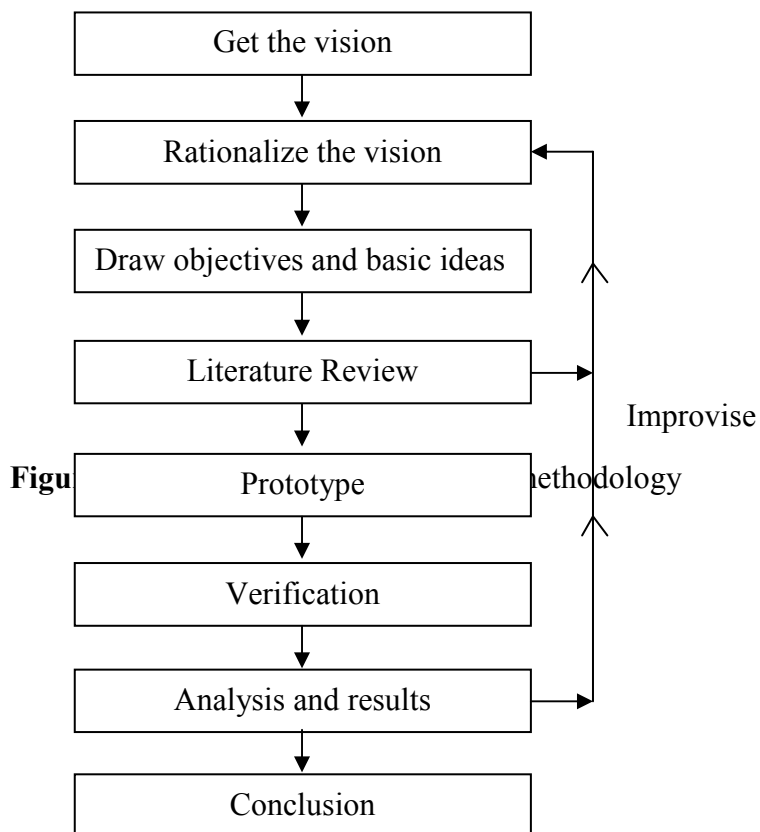 Get the vision
Rationalize the vision
Draw objectives and basic ideas
Literature Review
Improvise
Prototype
Verification
Analysis and results
Conclusion